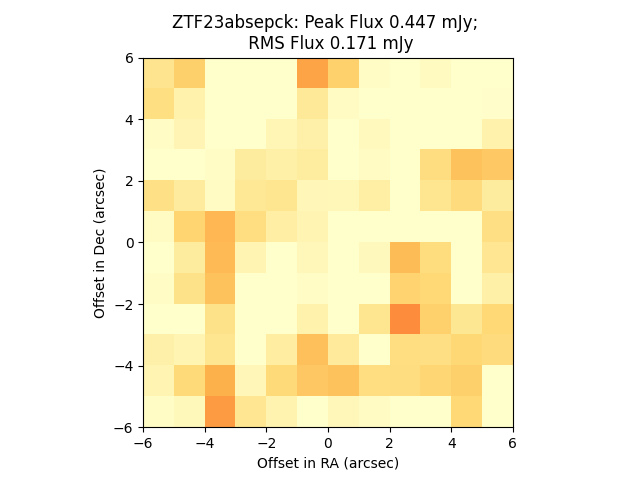 ZTF23absepck: Peak Flux 0.447 mJy;
RMS Flux 0.171 mJy
6
4
2
0
−2
−4
−6
Offset in Dec (arcsec)
−6 −4 −2 0 2 4 6
Offset in RA (arcsec)